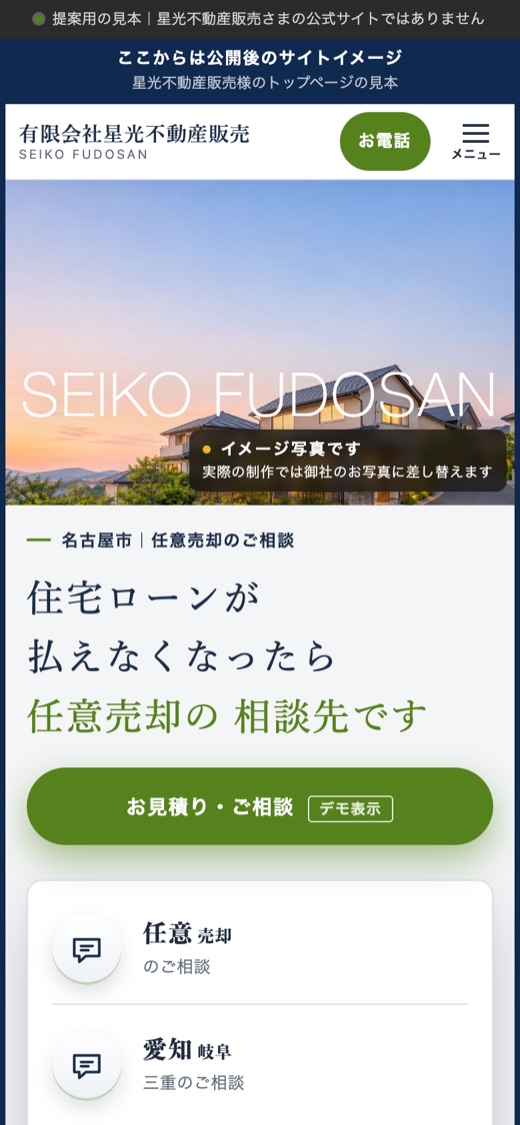 提案用の見本｜星光不動産販売さまの公式サイトではありません
ここからは公開後のサイトイメージ
星光不動産販売様のトップページの見本
有限会社星光不動産販売
SEIKO FUDOSAN
お電話
メニュー
SEIKO FUDOSAN
イメージ写真です
実際の制作では御社のお写真に差し替えます
名古屋市｜任意売却のご相談
住宅ローンが
払えなくなったら
任意売却の 相談先です
お見積り・ご相談 デモ表示
任意 売却
のご相談
愛知 岐阜
三重のご相談